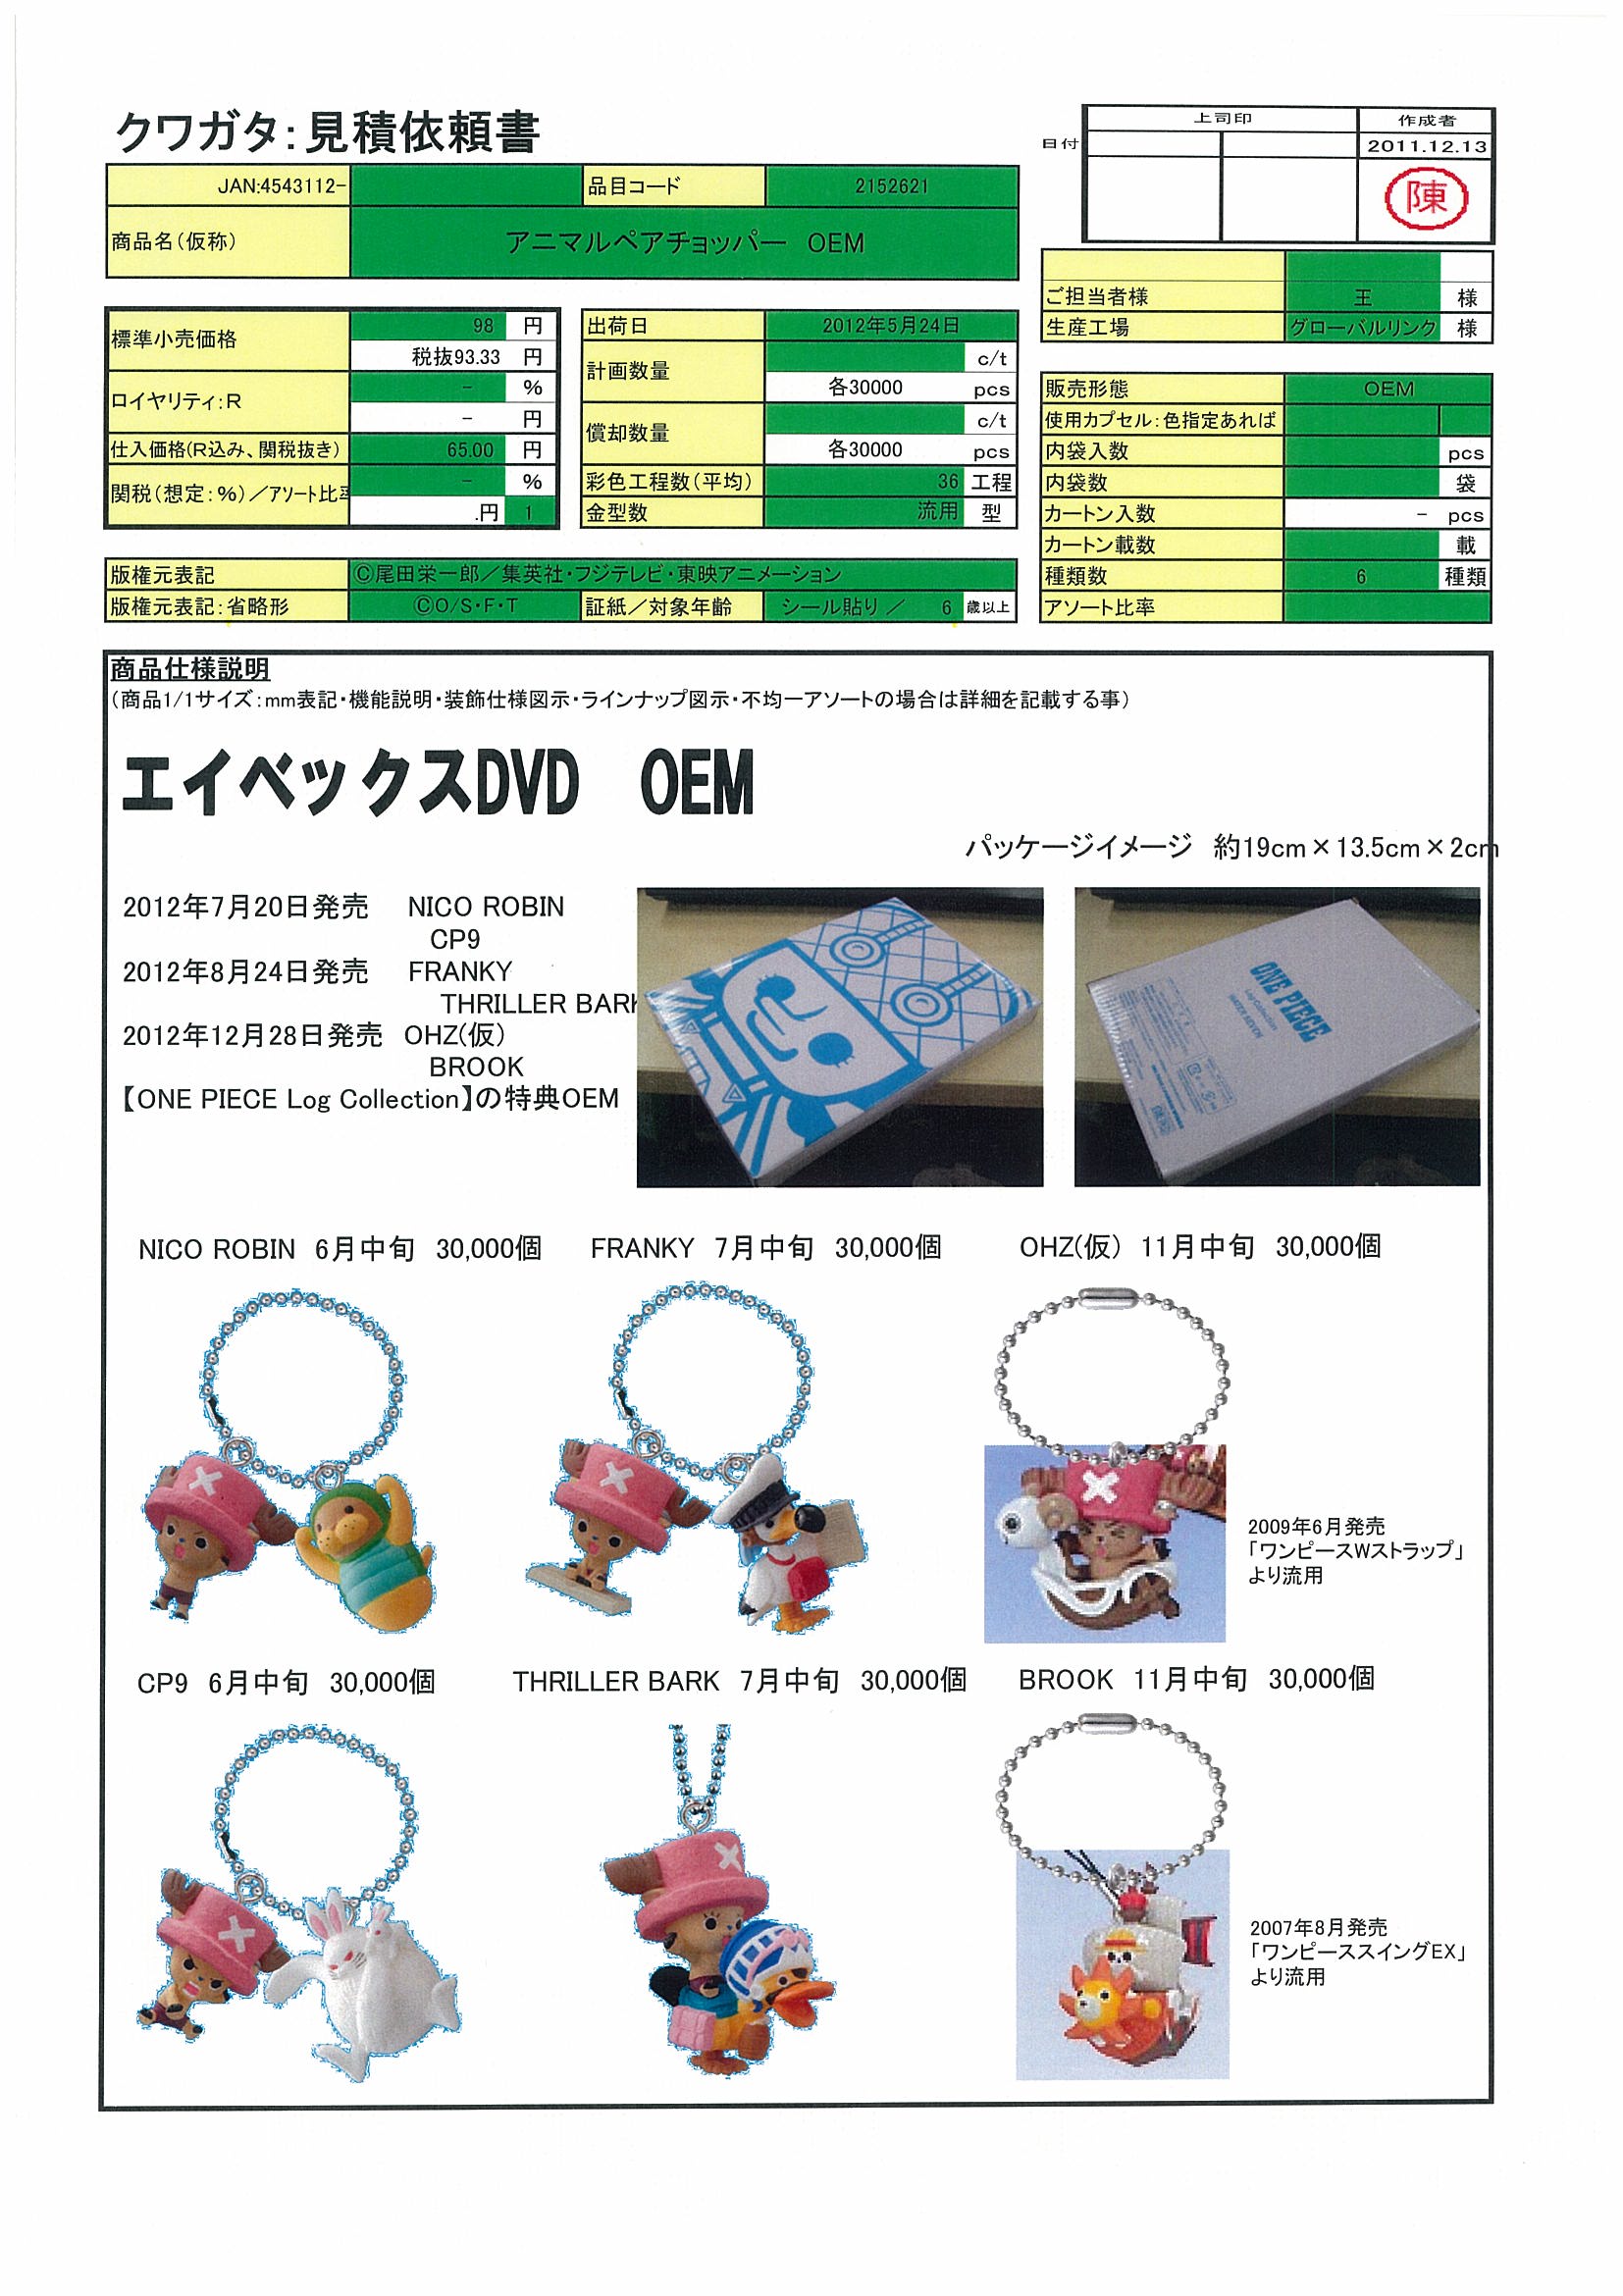 クワガタ：見積依頼書
上司印
作成者
日付
2011.12.13
陳
JAN:4543112-
品目コード
2152621
商品名（仮称）
アニマルペアチョッパー　OEM
ご担当者様
王
様
生産工場
グローバルリンク
様
標準小売価格
98
円
税抜93.33
円
ロイヤリティ：R
-
%
-
円
仕入価格（R込み、関税抜き）
65.00
円
関税（想定：%）／アソート比率
-
%
.円
1
出荷日
2012年5月24日
計画数量
c/t
各30000
pcs
償却数量
c/t
各30000
pcs
彩色工程数（平均）
36
工程
金型数
流用
型
販売形態
OEM
使用カプセル：色指定あれば
内袋入数
pcs
内袋数
袋
カートン入数
-
pcs
カートン載数
載
種類数
6
種類
アソート比率
版権元表記
©尾田栄一郎／集英社・フジテレビ・東映アニメーション
版権元表記：省略形
©O/S・F・T
証紙／対象年齢
シール貼り ／
6
歳以上
商品仕様説明
（商品1/1サイズ：mm表記・機能説明・装飾仕様図示・ラインナップ図示・不均一アソートの場合は詳細を記載する事）
エイベックスDVD　OEM
パッケージイメージ　約19cm×13.5cm×2cm
2012年7月20日発売　NICO ROBIN
CP9
2012年8月24日発売　FRANKY
THRILLER BARK
2012年12月28日発売　OHZ(仮)
BROOK
【ONE PIECE Log Collection】の特典OEM
ONE PIECE
Log Collection
NICO ROBIN　6月中旬　30,000個
FRANKY　7月中旬　30,000個
OHZ(仮)　11月中旬　30,000個
2009年6月発売
「ワンピースWストラップ」
より流用
CP9　6月中旬　30,000個
THRILLER BARK　7月中旬　30,000個
BROOK　11月中旬　30,000個
2007年8月発売
「ワンピーススイングEX」
より流用